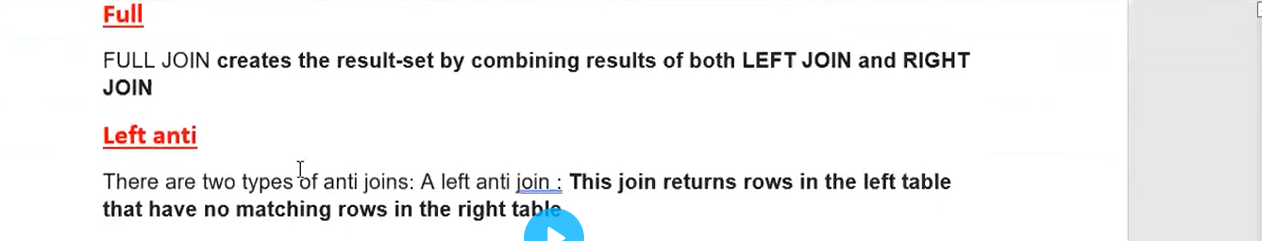 Full
FULL JOIN creates the result-set by combining results of both LEFT JOIN and RIGHT
JOIN
Left anti
There are two types of anti joins: A left anti join : This join returns rows in the left table
that have no matching rows in the right table